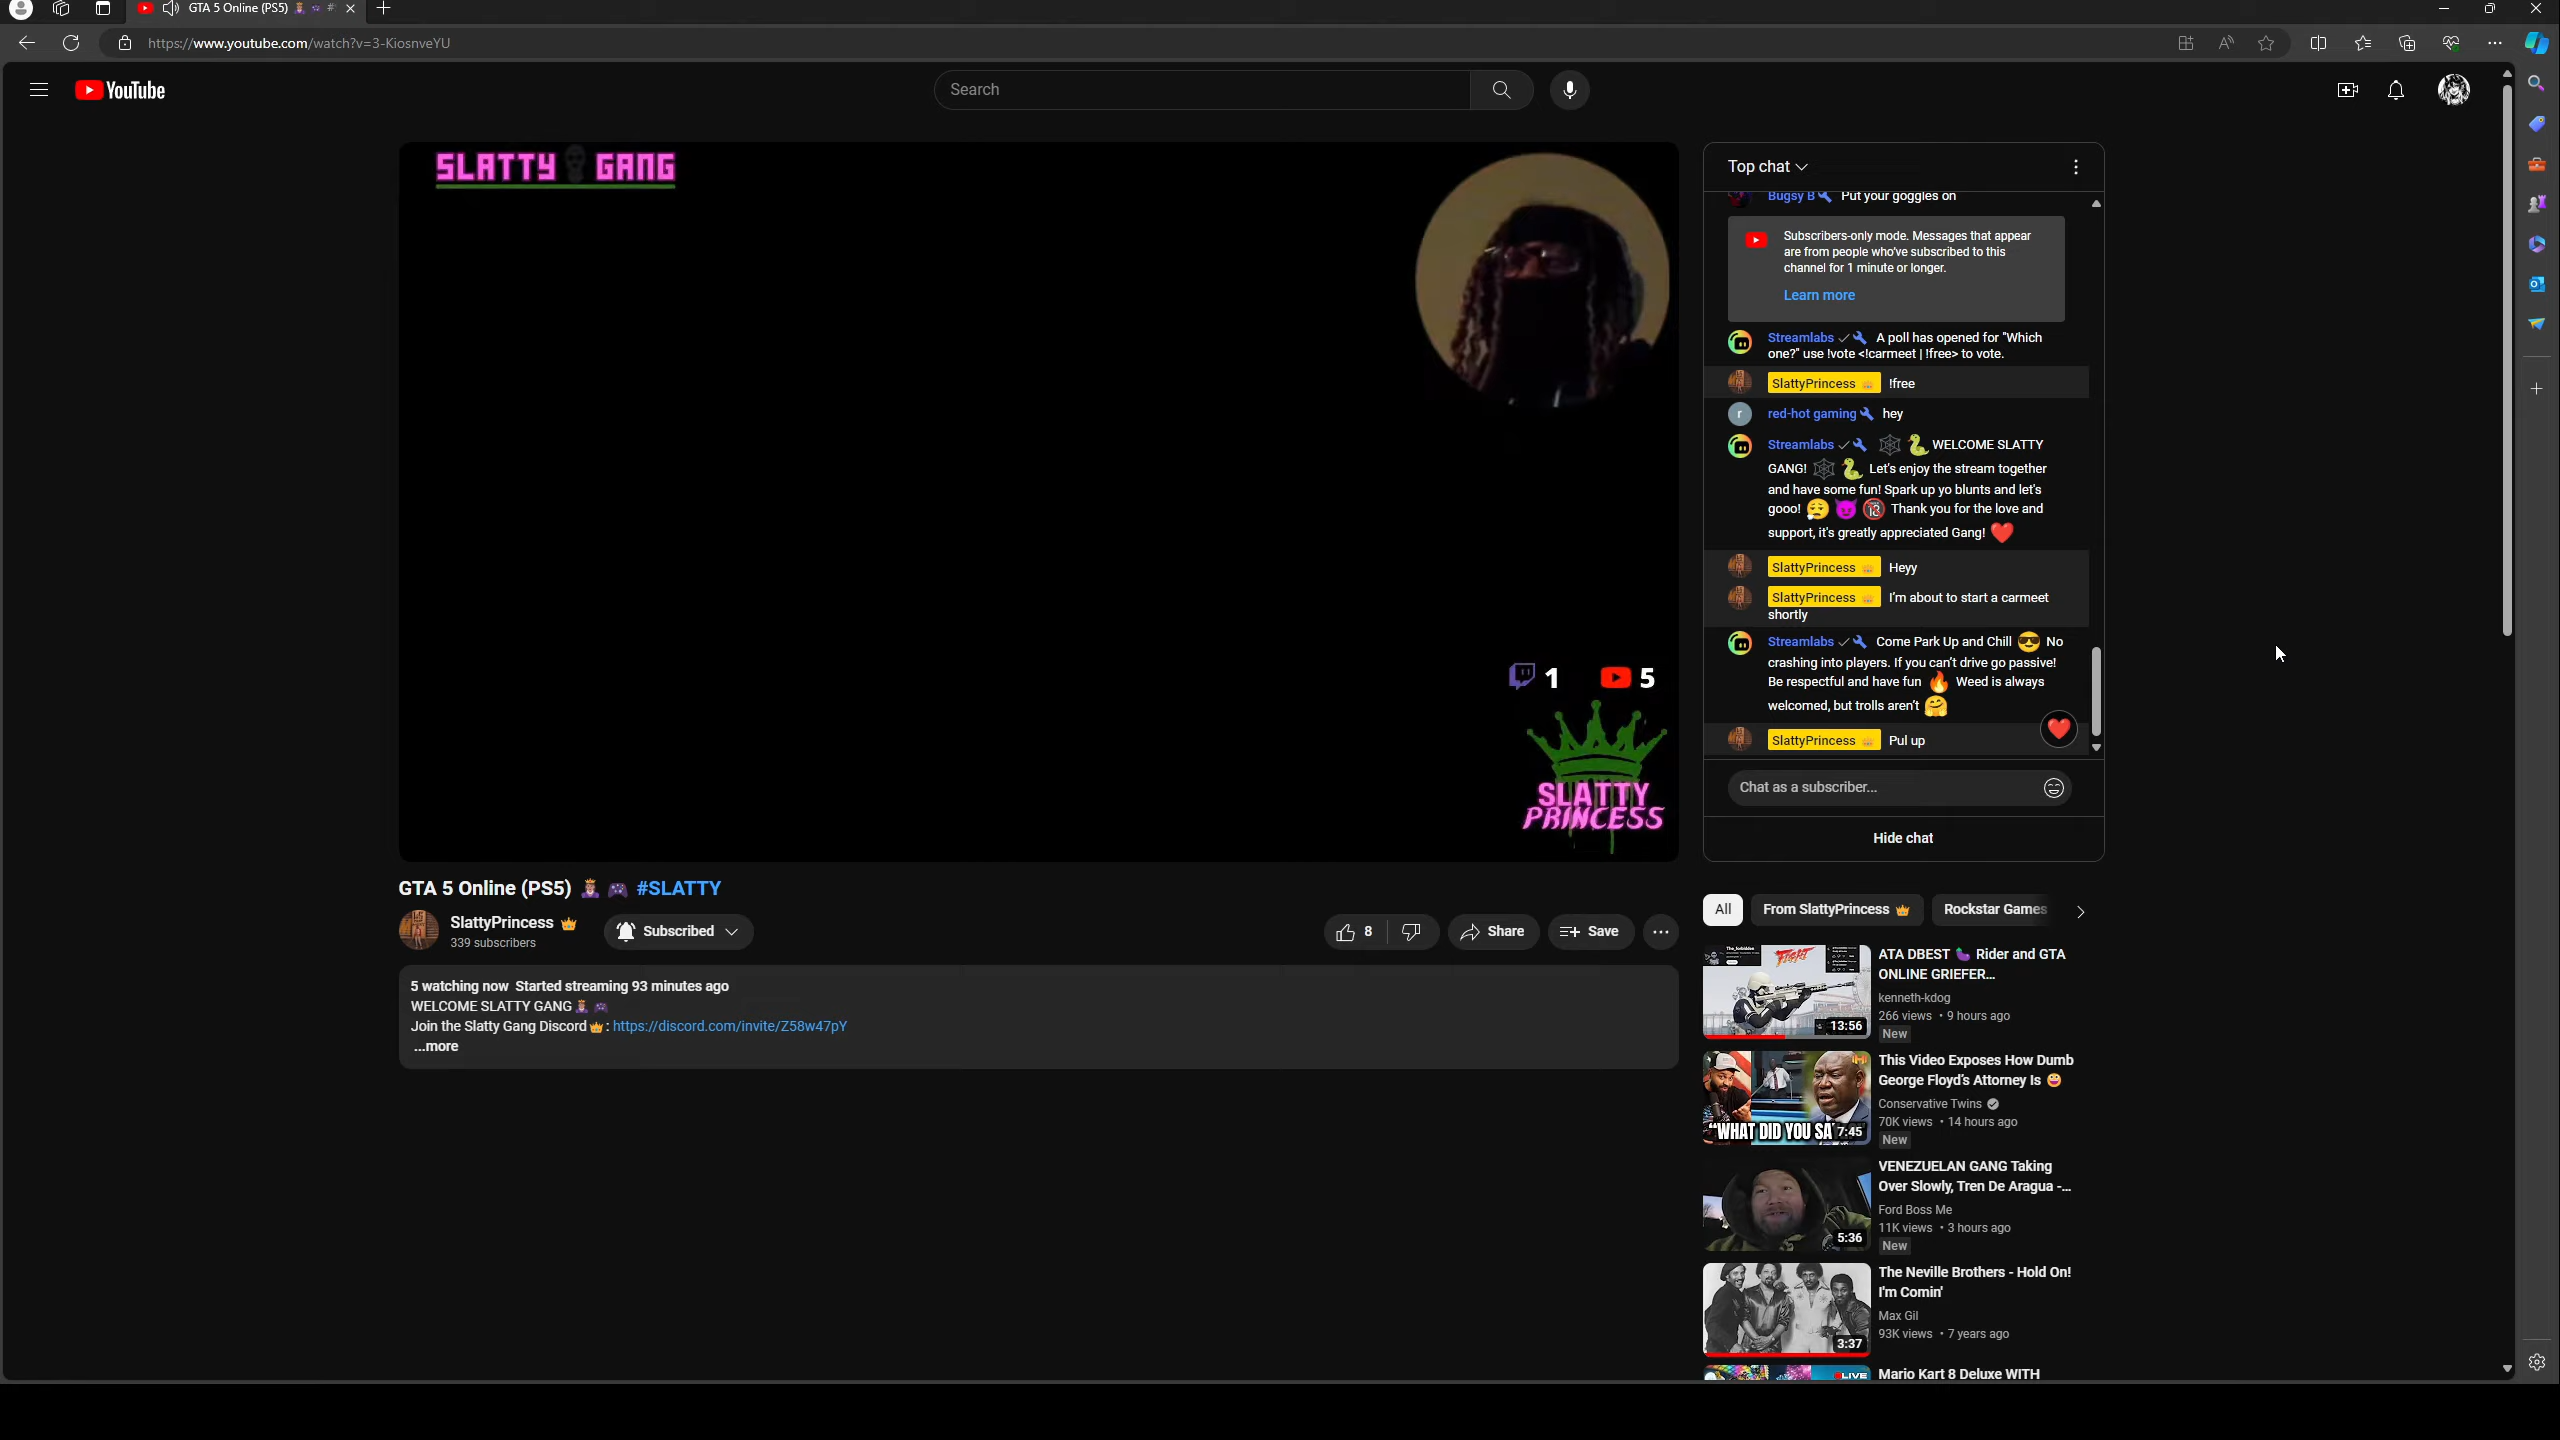 GTA 5 Online (PS5)
https://www.youtube.com/watch?v=3-KiosnveYU
YouTube
Search
SLATTY GANG
1 5
SLATTY
PRINCESS
GTA 5 Online (PS5) #SLATTY
SlattyPrincess
339 subscribers
Subscribed
8
Share
Save
5 watching now Started streaming 93 minutes ago
WELCOME SLATTY GANG
Join the Slatty Gang Discord : https://discord.com/invite/Z58w47pY
...more
Top chat
Bugsy B Put your goggles on
Subscribers-only mode. Messages that appear
are from people who've subscribed to this
channel for 1 minute or longer.
Learn more
Streamlabs A poll has opened for "Which
one?" use !vote <!carmeet | !free> to vote.
SlattyPrincess !free
r red-hot gaming hey
Streamlabs WELCOME SLATTY
GANG! Let's enjoy the stream together
and have some fun! Spark up yo blunts and let's
gooo! Thank you for the love and
support, it's greatly appreciated Gang!
SlattyPrincess Heyy
SlattyPrincess I'm about to start a carmeet
shortly
Streamlabs Come Park Up and Chill No
crashing into players. If you can't drive go passive!
Be respectful and have fun Weed is always
welcomed, but trolls aren't
SlattyPrincess Pul up
Chat as a subscriber...
Hide chat
All From SlattyPrincess Rockstar Games
FIGHT
13:56
ATA DBEST Rider and GTA
ONLINE GRIEFER...
kenneth-kdog
266 views • 9 hours ago
New
"WHAT DID YOU SA
7:45
This Video Exposes How Dumb
George Floyd's Attorney Is
Conservative Twins
70K views • 14 hours ago
New
5:36
VENEZUELAN GANG Taking
Over Slowly, Tren De Aragua -...
Ford Boss Me
11K views • 3 hours ago
New
3:37
The Neville Brothers - Hold On!
I'm Comin'
Max Gil
93K views • 7 years ago
LIVE
Mario Kart 8 Deluxe WITH